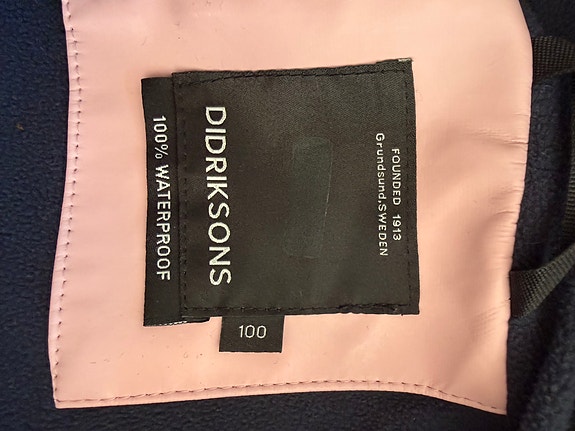 FOUNDED 1913
Grundsund.SWEDEN
DIDRIKSONS
100% WATERPROOF
100